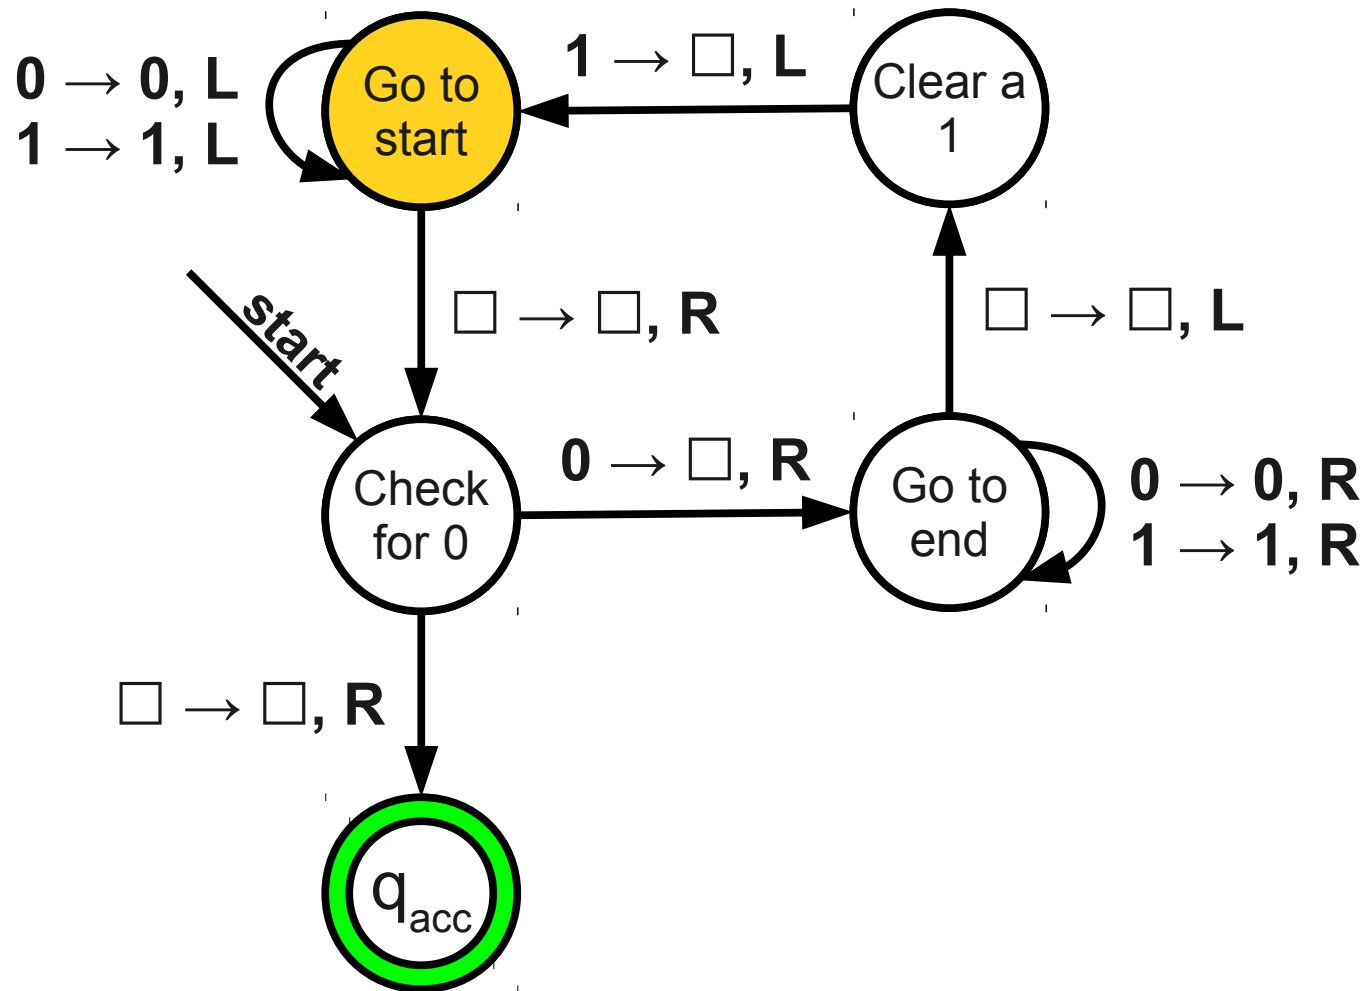 0 → 0, L
1 → 1, L
Go to
start
1 → □, L
Clear a
1
start
□ → □, R
□ → □, L
Check
for 0
0 → □, R
Go to
end
0 → 0, R
1 → 1, R
□ → □, R
qacc